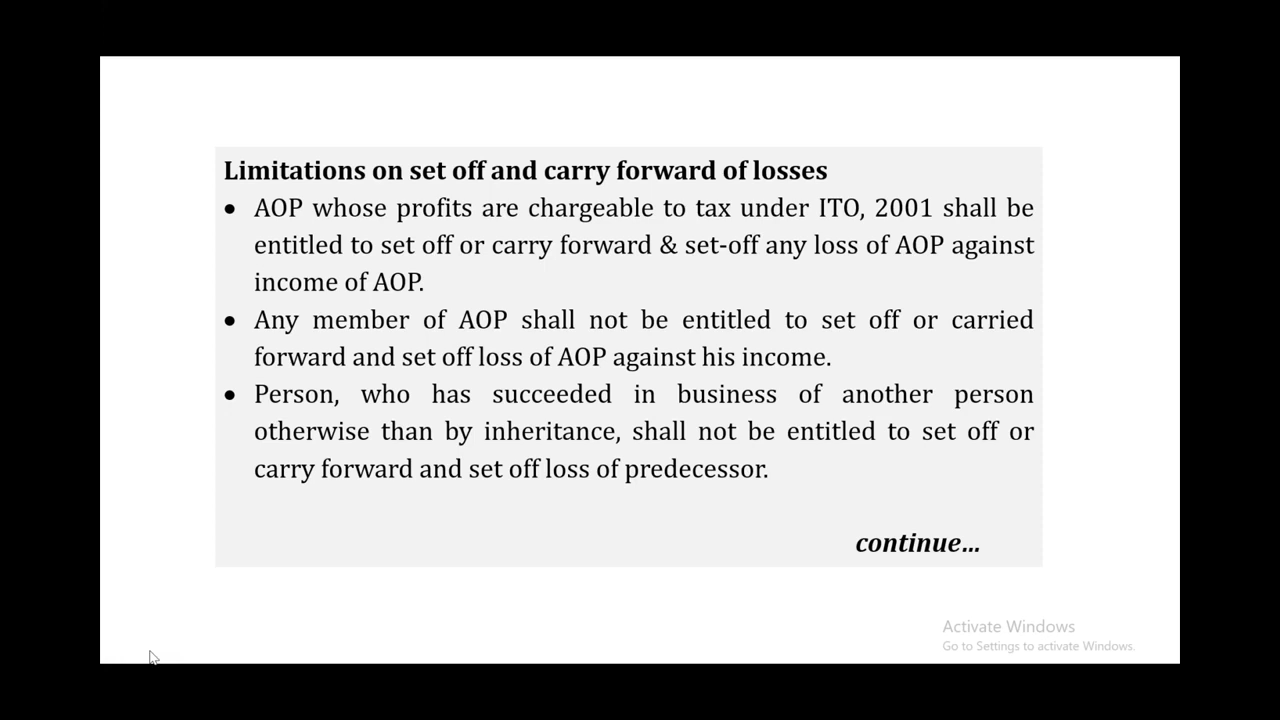 Limitations on set off and carry forward of losses
• AOP whose profits are chargeable to tax under ITO, 2001 shall be
entitled to set off or carry forward & set-off any loss of AOP against
income of AOP.
• Any member of AOP shall not be entitled to set off or carried
forward and set off loss of AOP against his income.
• Person, who has succeeded in business of another person
otherwise than by inheritance, shall not be entitled to set off or
carry forward and set off loss of predecessor.
continue...
Activate Windows
Go to Settings to activate Windows.